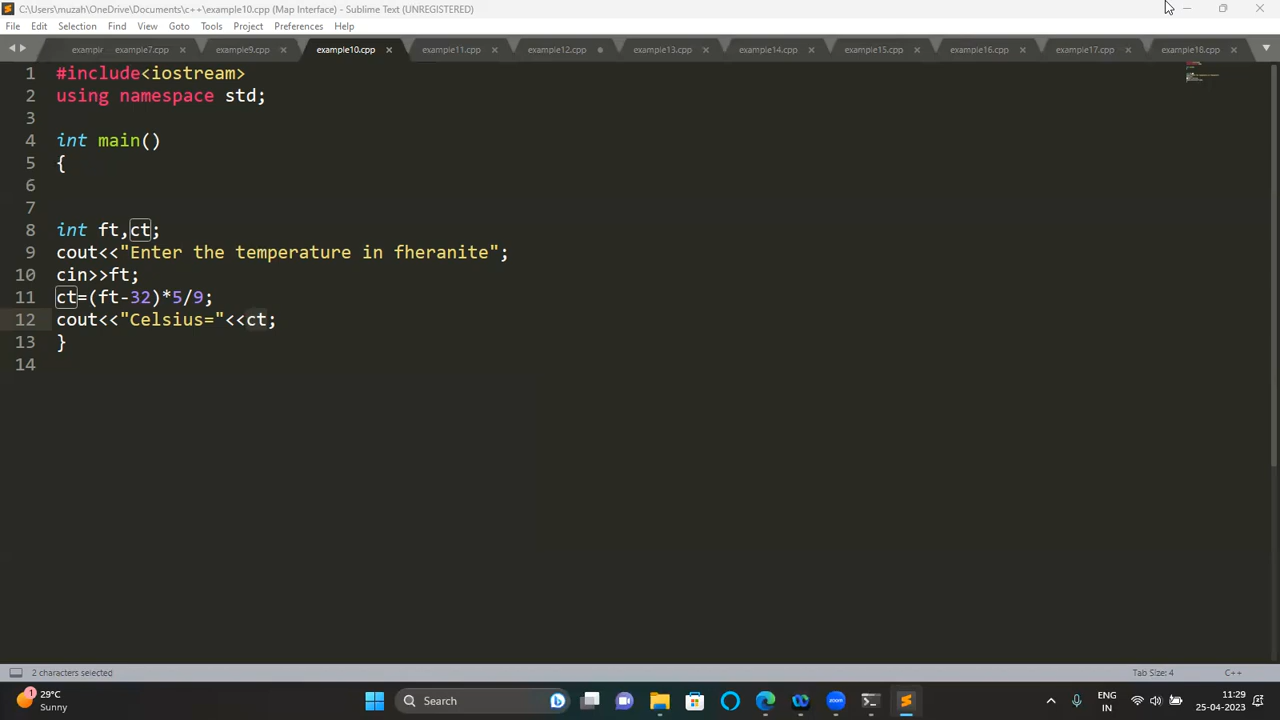 C:\Users\muzah\OneDrive\Documents\c++\example10.cpp (Map Interface) - Sublime Text (UNREGISTERED)
File Edit Selection Find View Goto Tools Project Preferences Help
exampl example7.cpp example9.cpp example10.cpp example11.cpp example12.cpp example13.cpp example14.cpp example15.cpp example16.cpp example17.cpp example18.cpp
1 #include<iostream>
2 using namespace std;
3
4 int main()
5 {
6
7
8 int ft,ct;
9 cout<<"Enter the temperature in fheranite";
10 cin>>ft;
11 ct=(ft-32)*5/9;
12 cout<<"Celsius="<<ct;
13 }
14
2 characters selected Tab Size: 4 C++
1 29°C Search zoom ENG 11:29
Sunny IN 25-04-2023